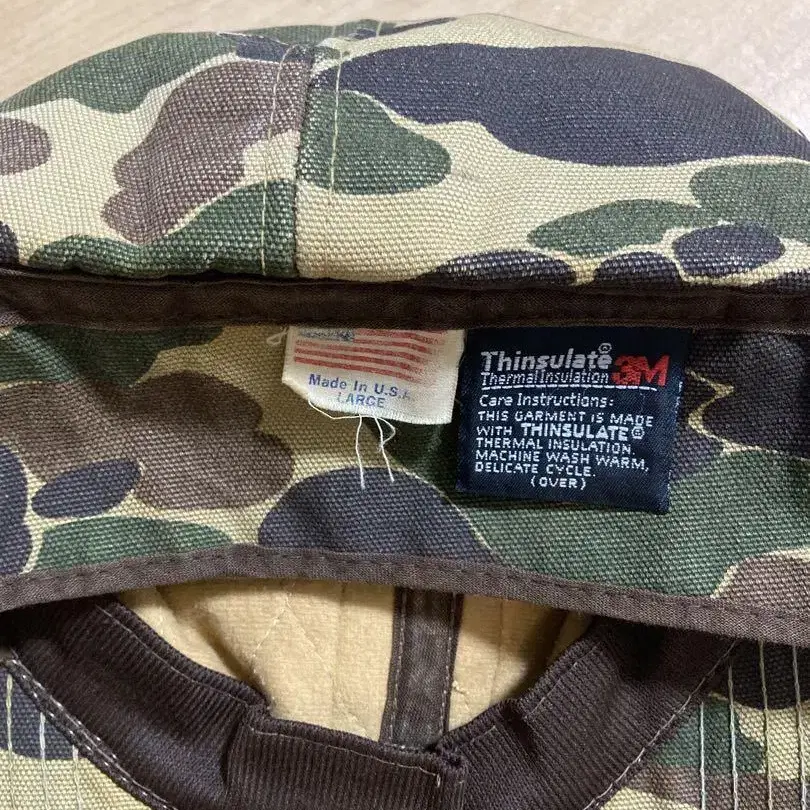 Made In U.S.A
LARGE
Thinsulate® 3M
Thermal Insulation
Care Instructions:
THIS GARMENT IS MADE
WITH THINSULATE®
THERMAL INSULATION.
MACHINE WASH WARM,
DELICATE CYCLE.
(OVER)